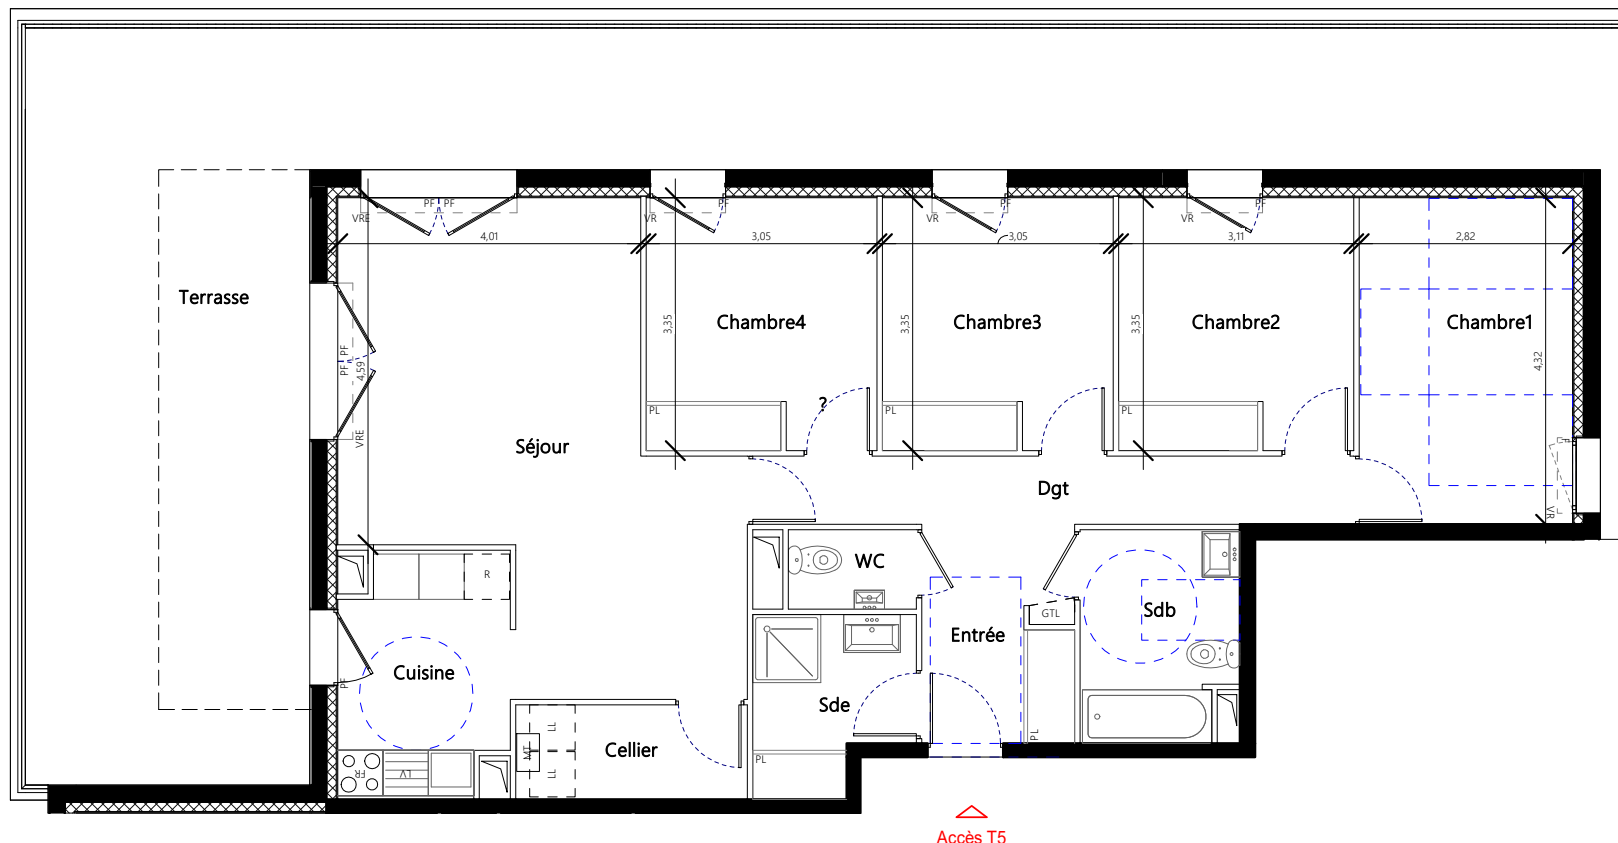 PF
PF
VRE
VR
PF
VR
PF
VR
PF
4,01
3,05
3,05
3,11
2,82
Terrasse
Chambre4
Chambre3
Chambre2
Chambre1
3,35
3,35
3,35
4,32
PF
PF
4,59
VRE
PL
?
PL
PL
Séjour
Dgt
VR
WC
R
GTL
Sdb
Entrée
Cuisine
PF
Sde
LL
MT
LL
Cellier
PL
PL
FR
LV
Accès T5